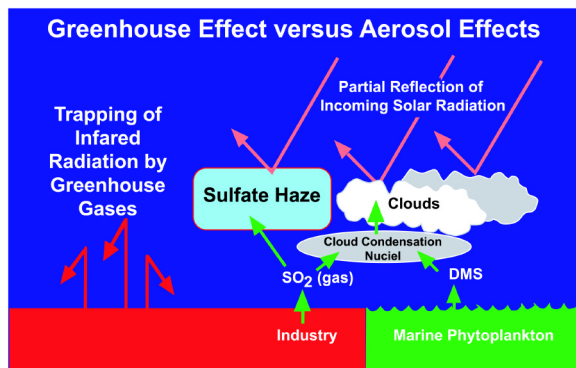 Greenhouse Effect versus Aerosol Effects
Partial Reflection of
Incoming Solar Radiation
Trapping of
Infared
Radiation by
Greenhouse
Gases
Sulfate Haze
Clouds
Cloud Condensation
Nuciel
SO2 (gas)
DMS
Industry
Marine Phytoplankton